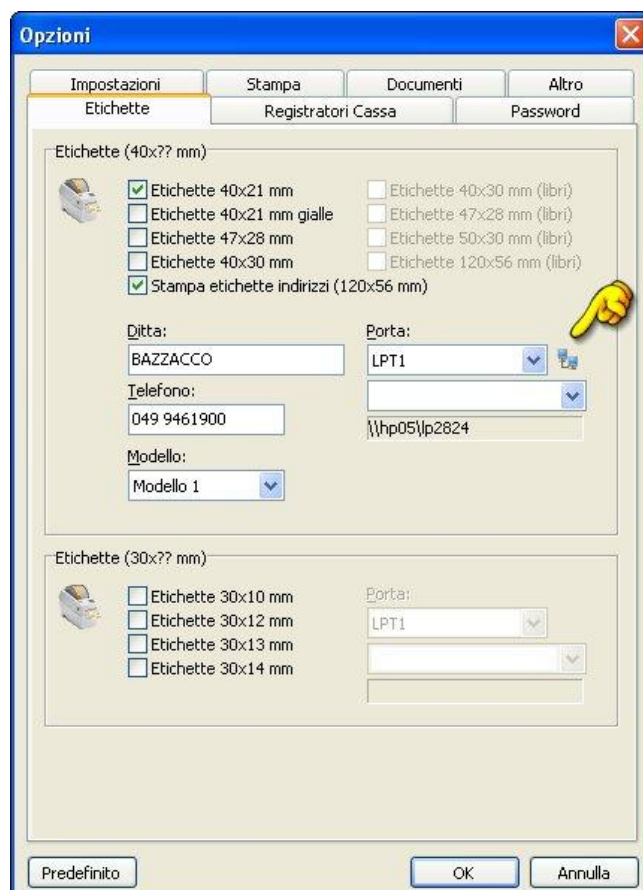 Opzioni
Impostazioni Stampa Documenti Altro
Etichette Registratori Cassa Password
Etichette (40x?? mm)
Etichette 40x21 mm Etichette 40x30 mm (libri)
Etichette 40x21 mm gialle Etichette 47x28 mm (libri)
Etichette 47x28 mm Etichette 50x30 mm (libri)
Etichette 40x30 mm Etichette 120x56 mm (libri)
Stampa etichette indirizzi (120x56 mm)
Ditta: Porta:
BAZZACCO LPT1
Telefono:
049 9461900 \\hp05\lp2824
Modello:
Modello 1
Etichette (30x?? mm)
Etichette 30x10 mm Porta:
Etichette 30x12 mm LPT1
Etichette 30x13 mm
Etichette 30x14 mm
Predefinito OK Annulla